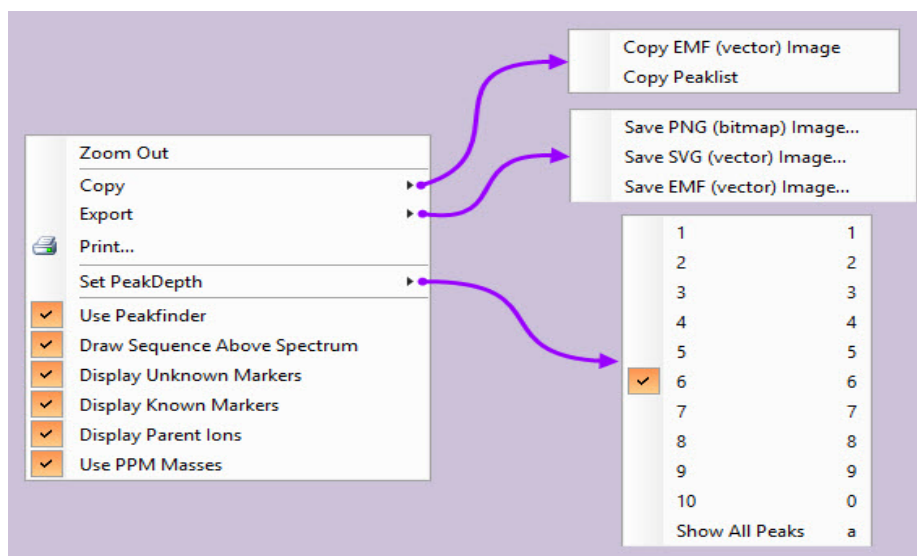 Zoom Out
Copy
Export
Print...
Set PeakDepth
Use Peakfinder
Draw Sequence Above Spectrum
Display Unknown Markers
Display Known Markers
Display Parent Ions
Use PPM Masses
Copy EMF (vector) Image
Copy Peaklist
Save PNG (bitmap) Image...
Save SVG (vector) Image...
Save EMF (vector) Image...
1 1
2 2
3 3
4 4
5 5
6 6
7 7
8 8
9 9
10 0
Show All Peaks a